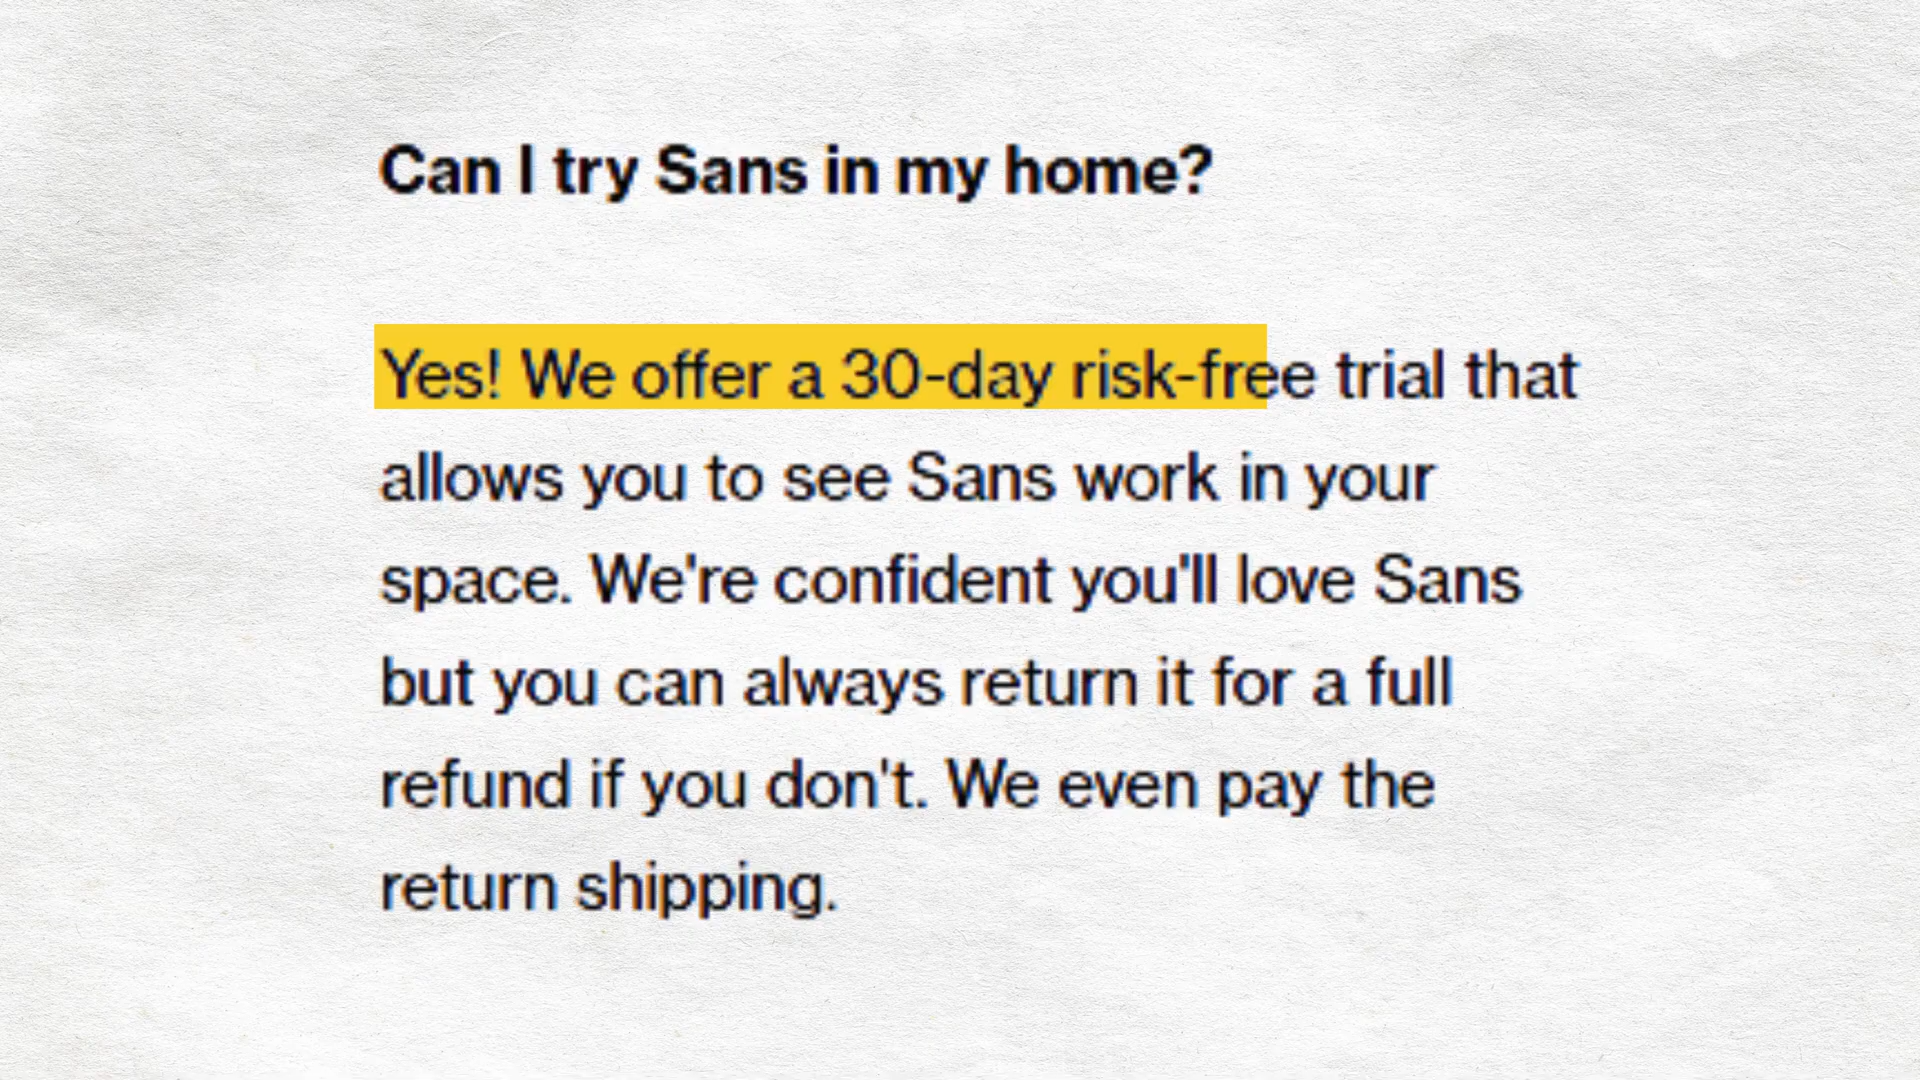 Can I try Sans in my home?
Yes! We offer a 30-day risk-free trial that
allows you to see Sans work in your
space. We're confident you'll love Sans
but you can always return it for a full
refund if you don't. We even pay the
return shipping.